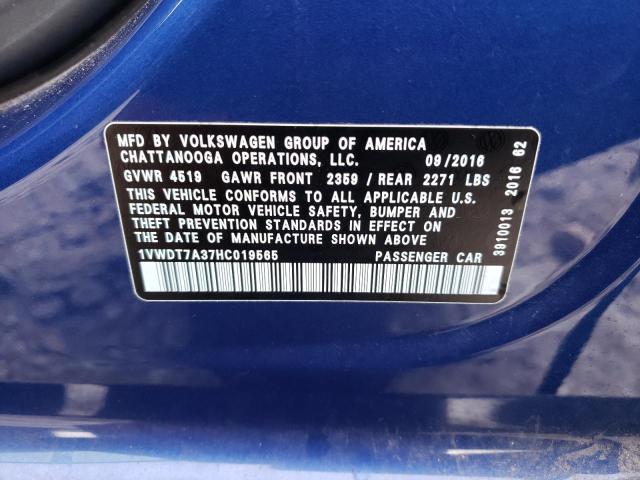 MFD BY VOLKSWAGEN GROUP OF AMERICA
CHATTANOOGA OPERATIONS, LLC. 09/2016
GVWR 4519 GAWR FRONT 2359 / REAR 2271 LBS
THIS VEHICLE CONFORMS TO ALL APPLICABLE U.S.
FEDERAL MOTOR VEHICLE SAFETY, BUMPER AND
THEFT PREVENTION STANDARDS IN EFFECT ON
THE DATE OF MANUFACTURE SHOWN ABOVE
1VWDT7A37HC019565 PASSENGER CAR
3910013 2016 62